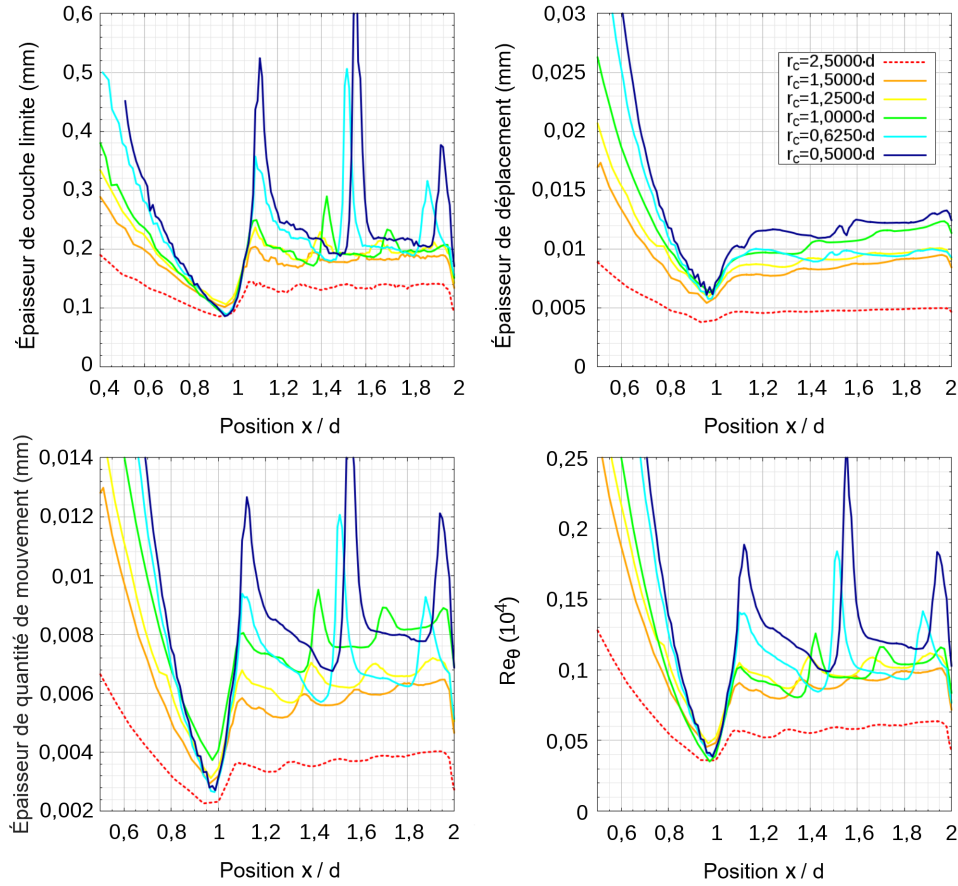 Épaisseur de couche limite (mm)
0,6
0,5
0,4
0,3
0,2
0,1
0
0,4 0,6 0,8 1 1,2 1,4 1,6 1,8 2
Position x / d
Épaisseur de déplacement (mm)
0,03
0,025
0,02
0,015
0,01
0,005
0
0,6 0,8 1 1,2 1,4 1,6 1,8 2
Position x / d
rc=2,5000·d
rc=1,5000·d
rc=1,2500·d
rc=1,0000·d
rc=0,6250·d
rc=0,5000·d
Épaisseur de quantité de mouvement (mm)
0,014
0,012
0,01
0,008
0,006
0,004
0,002
0,6 0,8 1 1,2 1,4 1,6 1,8 2
Position x / d
Reθ (10⁴)
0,25
0,2
0,15
0,1
0,05
0
0,6 0,8 1 1,2 1,4 1,6 1,8 2
Position x / d